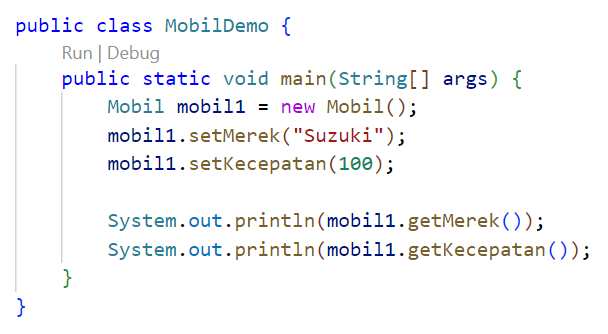 public class MobilDemo {
Run | Debug
public static void main(String[] args) {
Mobil mobil1 = new Mobil();
mobil1.setMerek("Suzuki");
mobil1.setKecepatan(100);
System.out.println(mobil1.getMerek());
System.out.println(mobil1.getKecepatan());
}
}